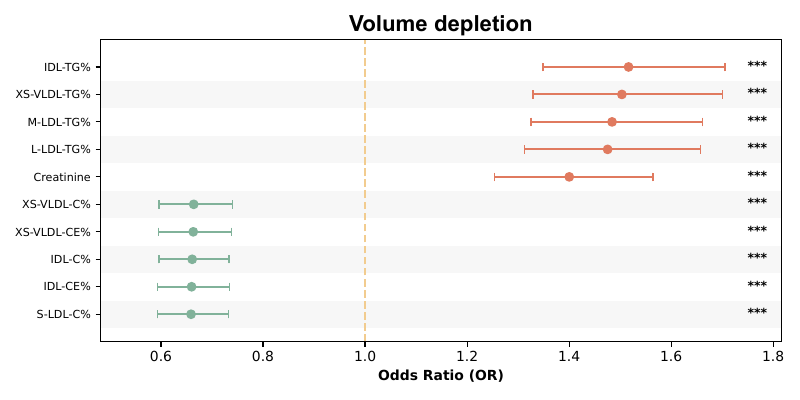 Volume depletion
IDL-TG% ***
XS-VLDL-TG% ***
M-LDL-TG% ***
L-LDL-TG% ***
Creatinine ***
XS-VLDL-C% ***
XS-VLDL-CE% ***
IDL-C% ***
IDL-CE% ***
S-LDL-C% ***
0.6 0.8 1.0 1.2 1.4 1.6 1.8
Odds Ratio (OR)